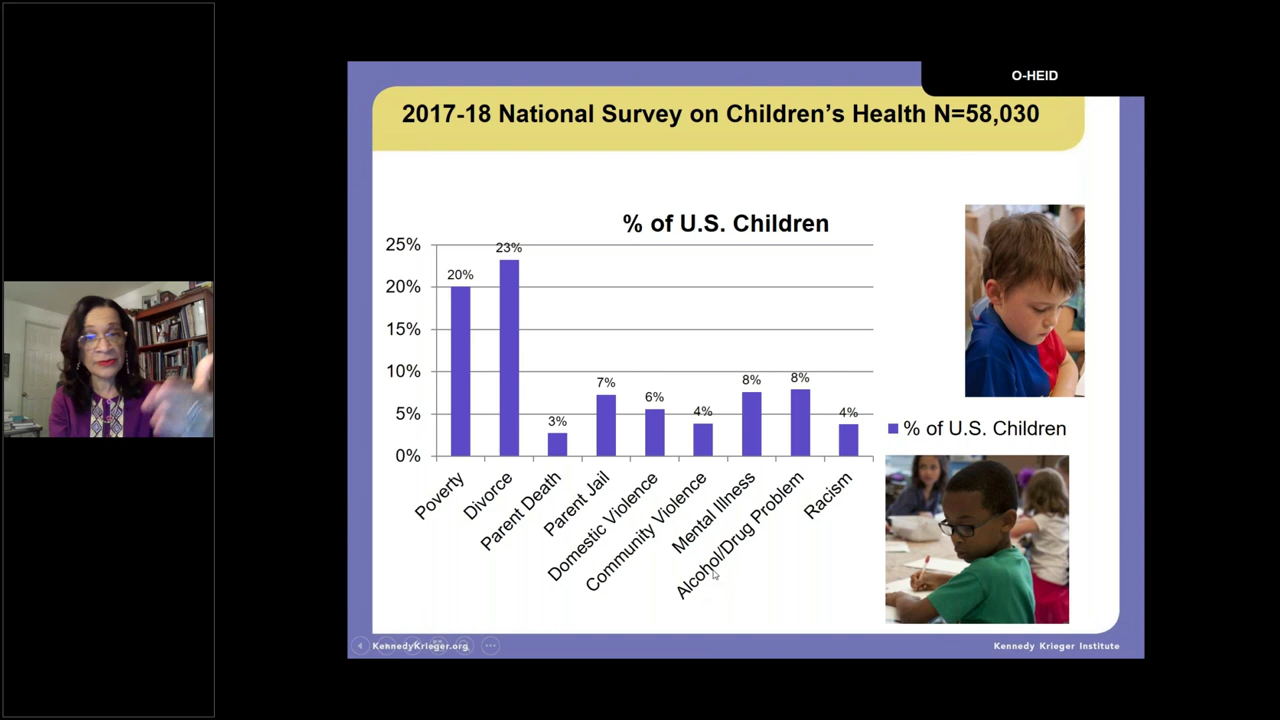 O-HEID
2017-18 National Survey on Children’s Health N=58,030
% of U.S. Children
25%
20%
15%
10%
5%
0%
20%
23%
3%
7%
6%
4%
8%
8%
4%
Poverty
Divorce
Parent Death
Parent Jail
Domestic Violence
Community Violence
Mental Illness
Alcohol/Drug Problem
Racism
% of U.S. Children
KennedyKrieger.org
Kennedy Krieger Institute